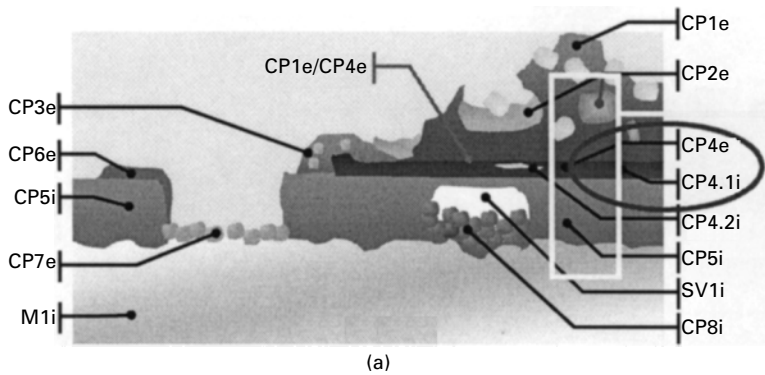 CP1e
CP1e/CP4e
CP2e
CP3e
CP4e
CP6e
CP4.1i
CP5i
CP4.2i
CP5i
CP7e
SV1i
M1i
CP8i
(a)